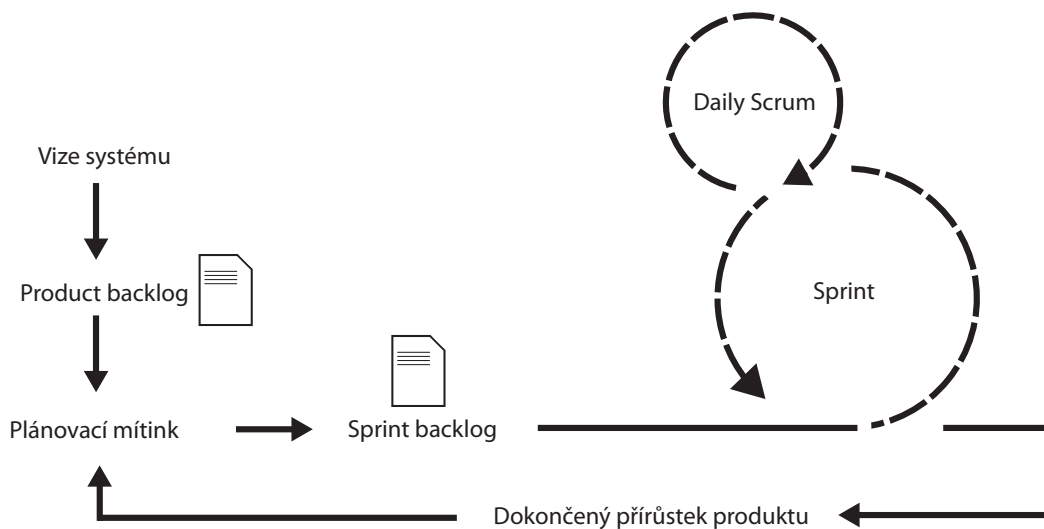 Daily Scrum
Vize systému
Product backlog
Sprint
Plánovací mítink
Sprint backlog
Dokončený přírůstek produktu